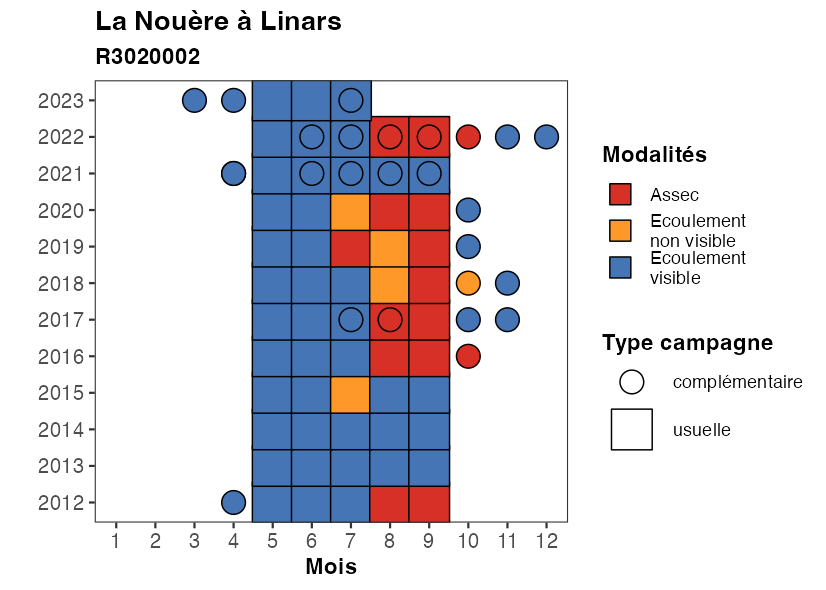 La Nouère à Linars
R3020002
2023
2022
2021
2020
2019
2018
2017
2016
2015
2014
2013
2012
1 2 3 4 5 6 7 8 9 10 11 12
Mois
Modalités
Assec
Ecoulement
non visible
Ecoulement
visible
Type campagne
complémentaire
usuelle